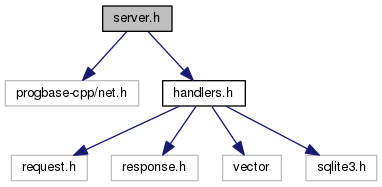 server.h
progbase-cpp/net.h
handlers.h
request.h
response.h
vector
sqlite3.h